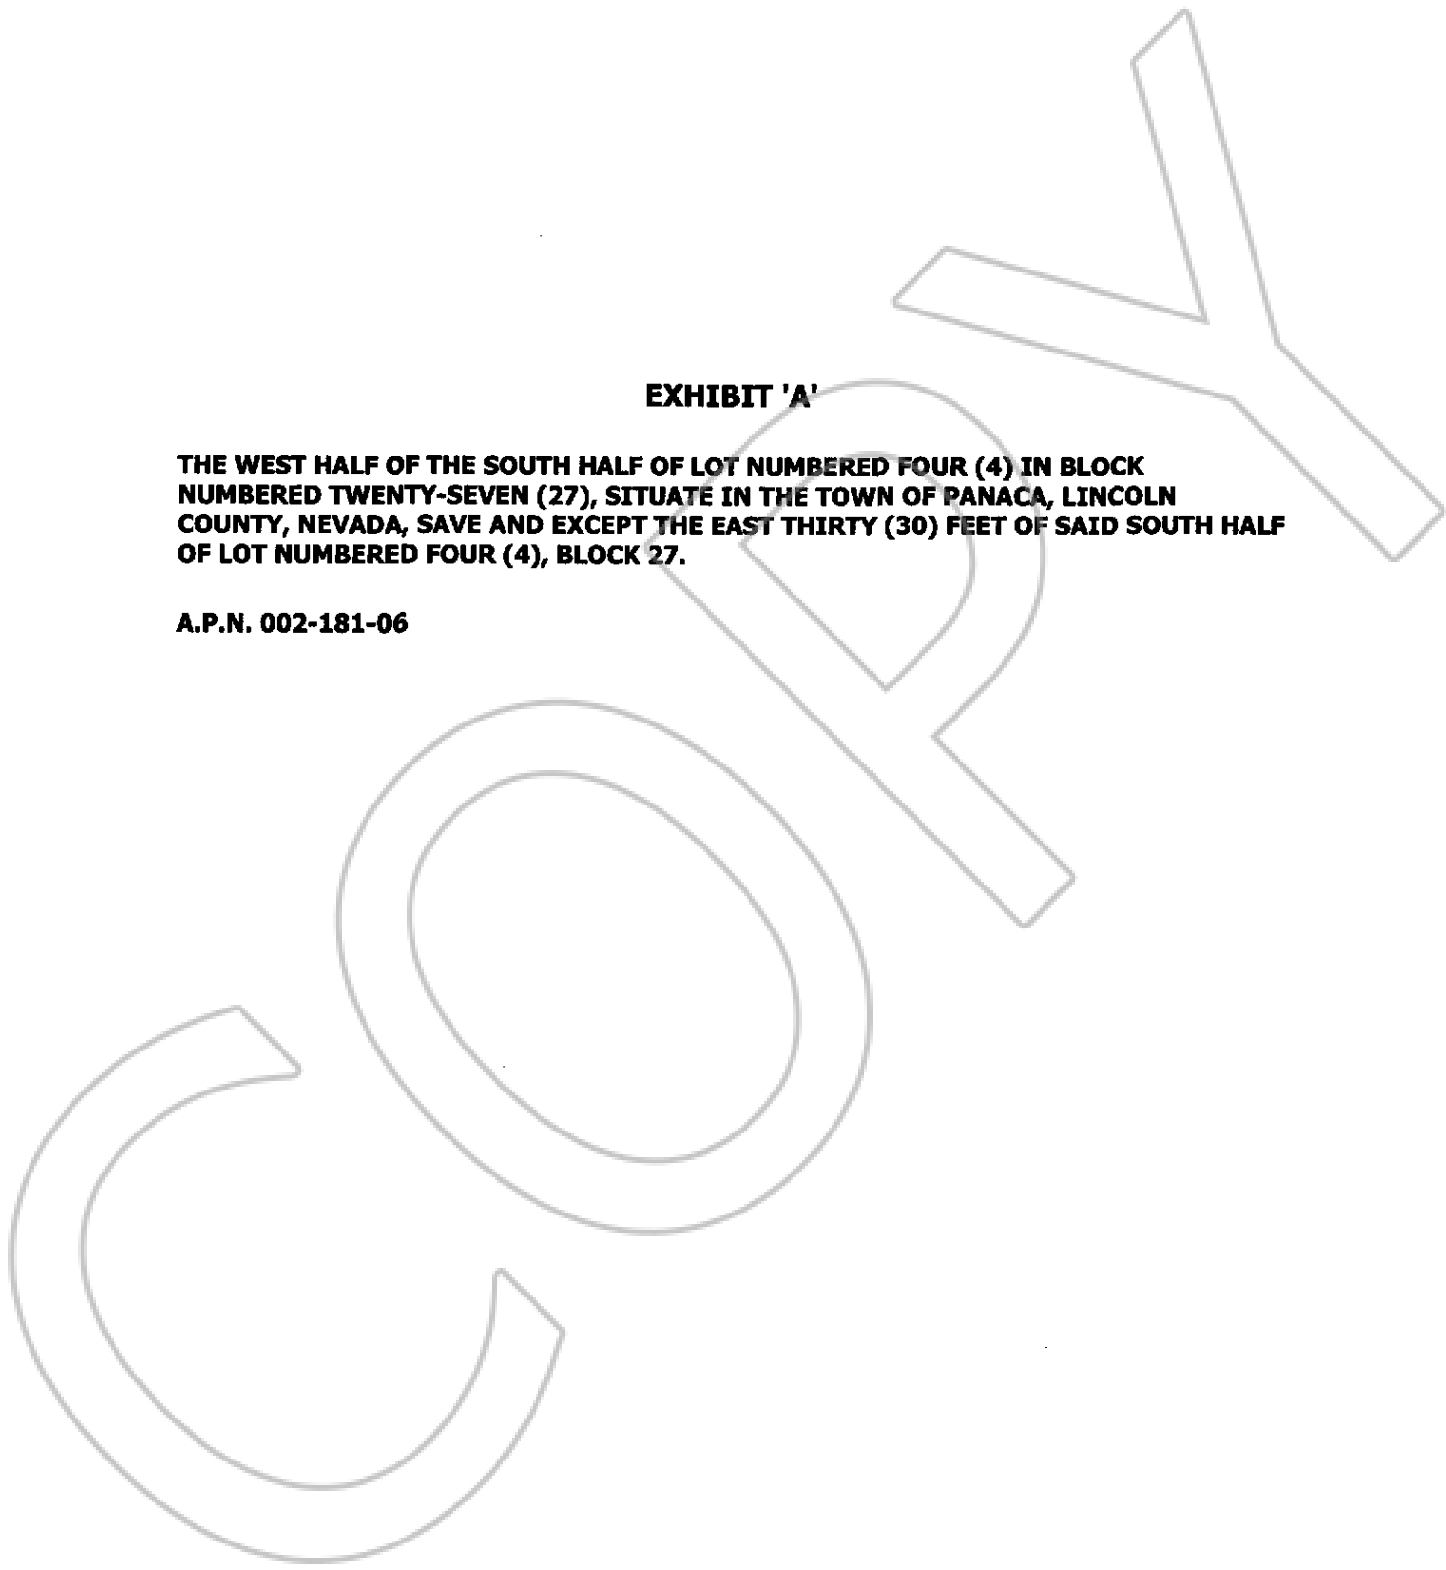 EXHIBIT 'A'
THE WEST HALF OF THE SOUTH HALF OF LOT NUMBERED FOUR (4) IN BLOCK
NUMBERED TWENTY-SEVEN (27), SITUATE IN THE TOWN OF PANACA, LINCOLN
COUNTY, NEVADA, SAVE AND EXCEPT THE EAST THIRTY (30) FEET OF SAID SOUTH HALF
OF LOT NUMBERED FOUR (4), BLOCK 27.
A.P.N. 002-181-06
COPY